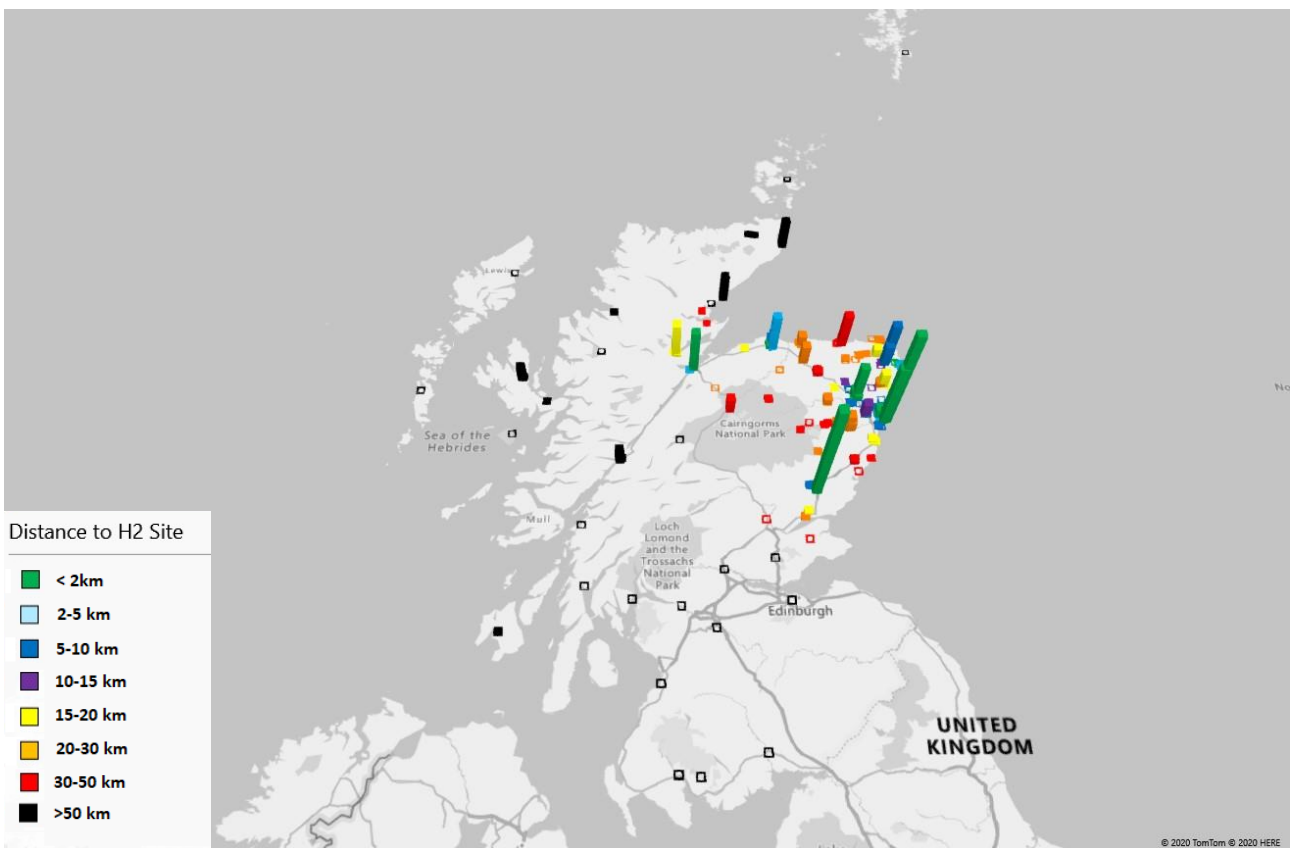 Lewis
Cairngorms
National Park
Sea of the
Hebrides
Mull
Loch
Lomond
and the
Trossachs
National
Park
Edinburgh
UNITED
KINGDOM
No
Distance to H2 Site
< 2km
2-5 km
5-10 km
10-15 km
15-20 km
20-30 km
30-50 km
>50 km
© 2020 TomTom © 2020 HERE